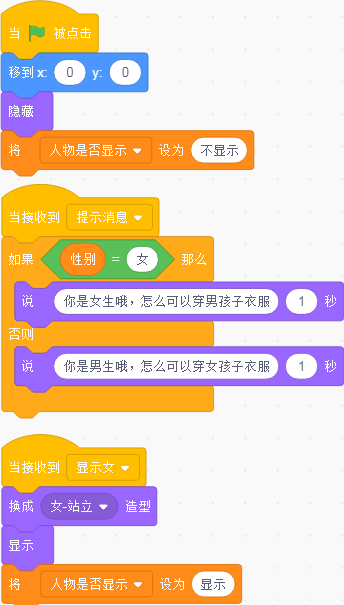 当 被点击
移到 x: 0 y: 0
隐藏
将 人物是否显示 设为 不显示
当接收到 提示消息
如果 性别 = 女 那么
说 你是女生哦，怎么可以穿男孩子衣服 1 秒
否则
说 你是男生哦，怎么可以穿女孩子衣服 1 秒
当接收到 显示女
换成 女-站立 造型
显示
将 人物是否显示 设为 显示